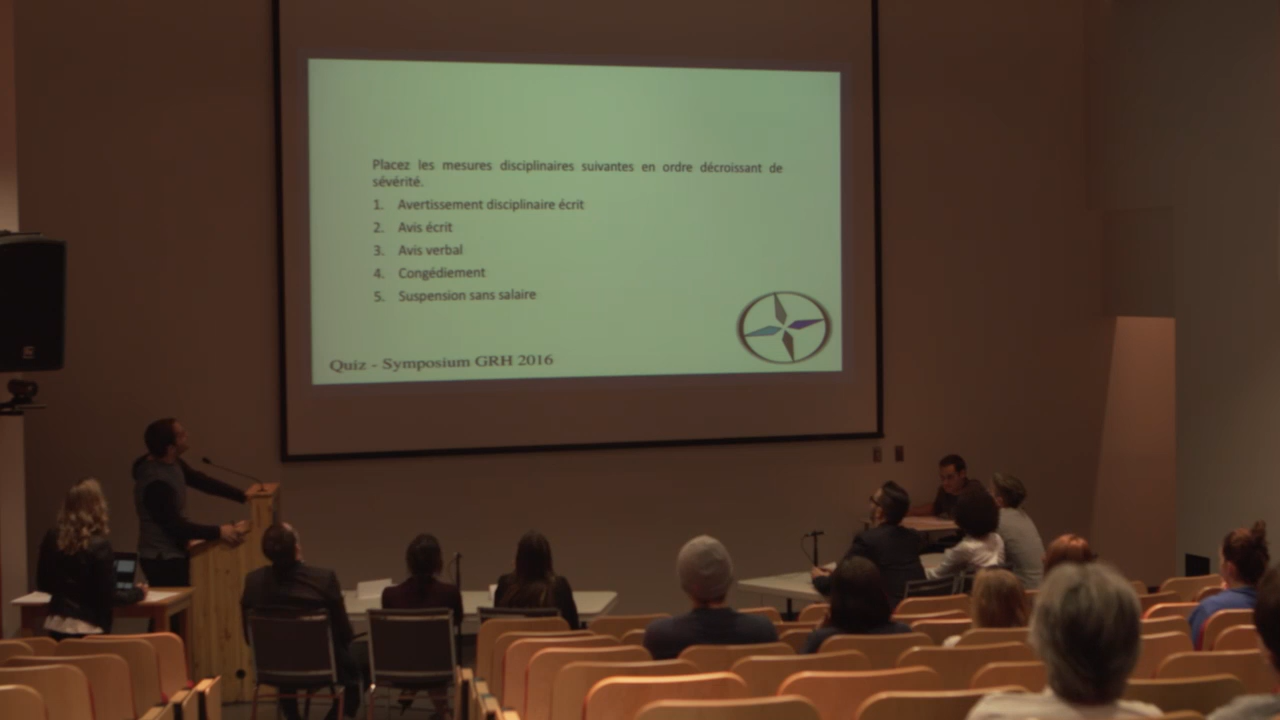 Placez les mesures disciplinaires suivantes en ordre décroissant de
sévérité.
1. Avertissement disciplinaire écrit
2. Avis écrit
3. Avis verbal
4. Congédiement
5. Suspension sans salaire
Quiz - Symposium GRH 2016